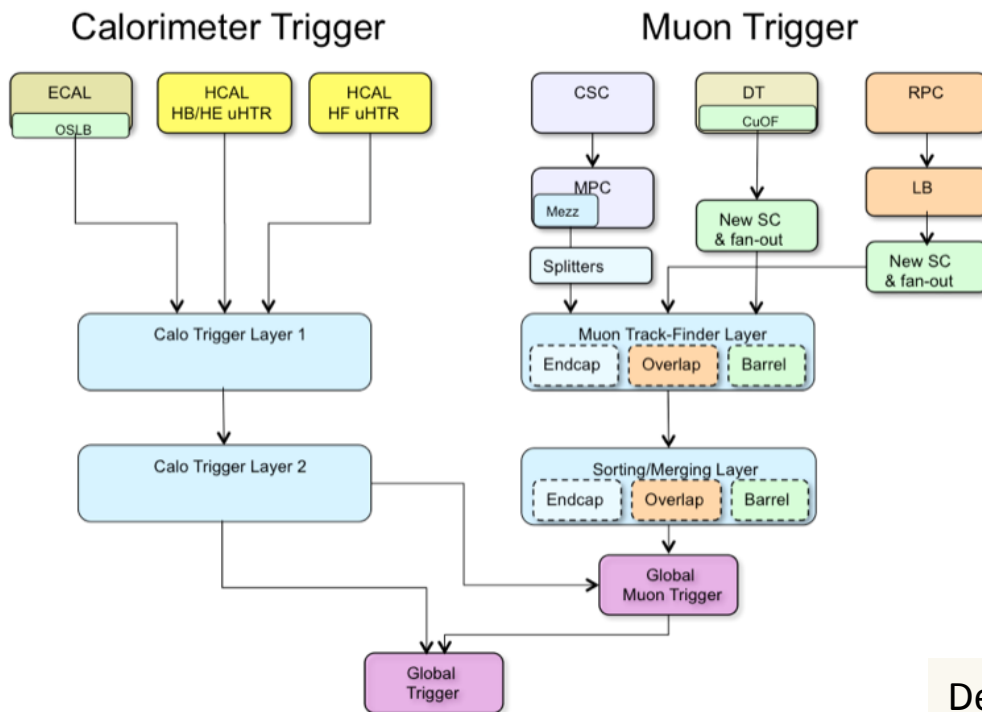 Calorimeter Trigger
Muon Trigger
ECAL
OSLB
HCAL
HB/HE uHTR
HCAL
HF uHTR
CSC
DT
CuOF
RPC
MPC
Mezz
LB
New SC
& fan-out
Splitters
New SC
& fan-out
Calo Trigger Layer 1
Muon Track-Finder Layer
Endcap
Overlap
Barrel
Calo Trigger Layer 2
Sorting/Merging Layer
Endcap
Overlap
Barrel
Global
Muon Trigger
Global
Trigger
De